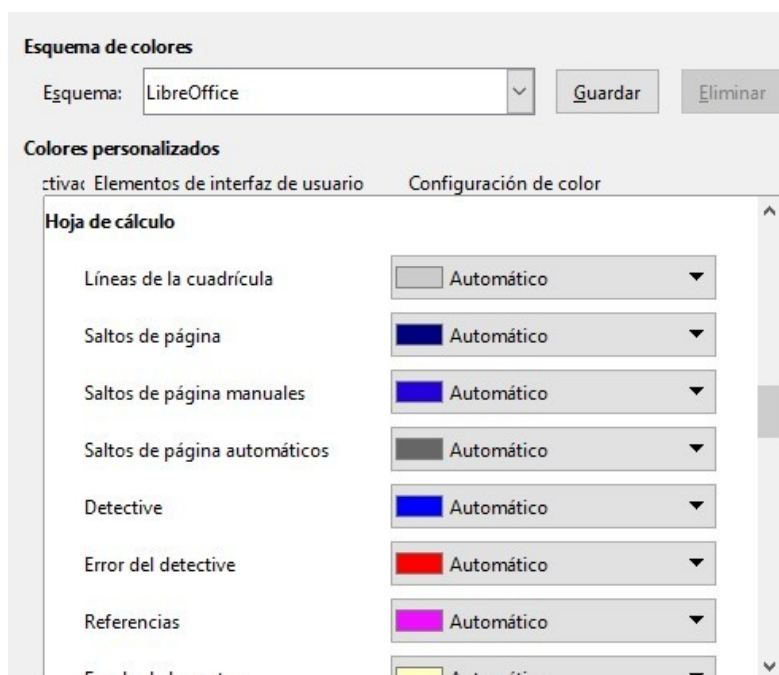 Esquema de colores
Esquema: LibreOffice Guardar Eliminar
Colores personalizados
ctivac Elementos de interfaz de usuario Configuración de color
Hoja de cálculo
Líneas de la cuadrícula Automático
Saltos de página Automático
Saltos de página manuales Automático
Saltos de página automáticos Automático
Detective Automático
Error del detective Automático
Referencias Automático